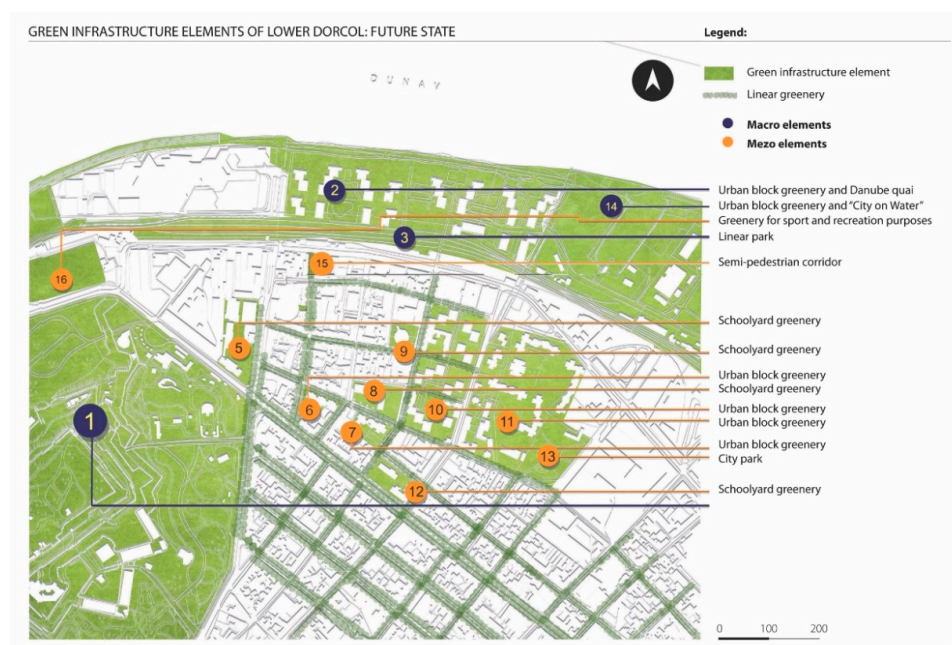 GREEN INFRASTRUCTURE ELEMENTS OF LOWER DORCOL: FUTURE STATE
Legend:
DUNAV
Green infrastructure element
Linear greenery
Macro elements
Mezo elements
2
Urban block greenery and Danube quai
14
Urban block greenery and "City on Water"
Greenery for sport and recreation purposes
3
Linear park
15
Semi-pedestrian corridor
16
Schoolyard greenery
5
9
Schoolyard greenery
Urban block greenery
8
Schoolyard greenery
6
10
Urban block greenery
1
11
Urban block greenery
7
Urban block greenery
13
City park
12
Schoolyard greenery
0 100 200